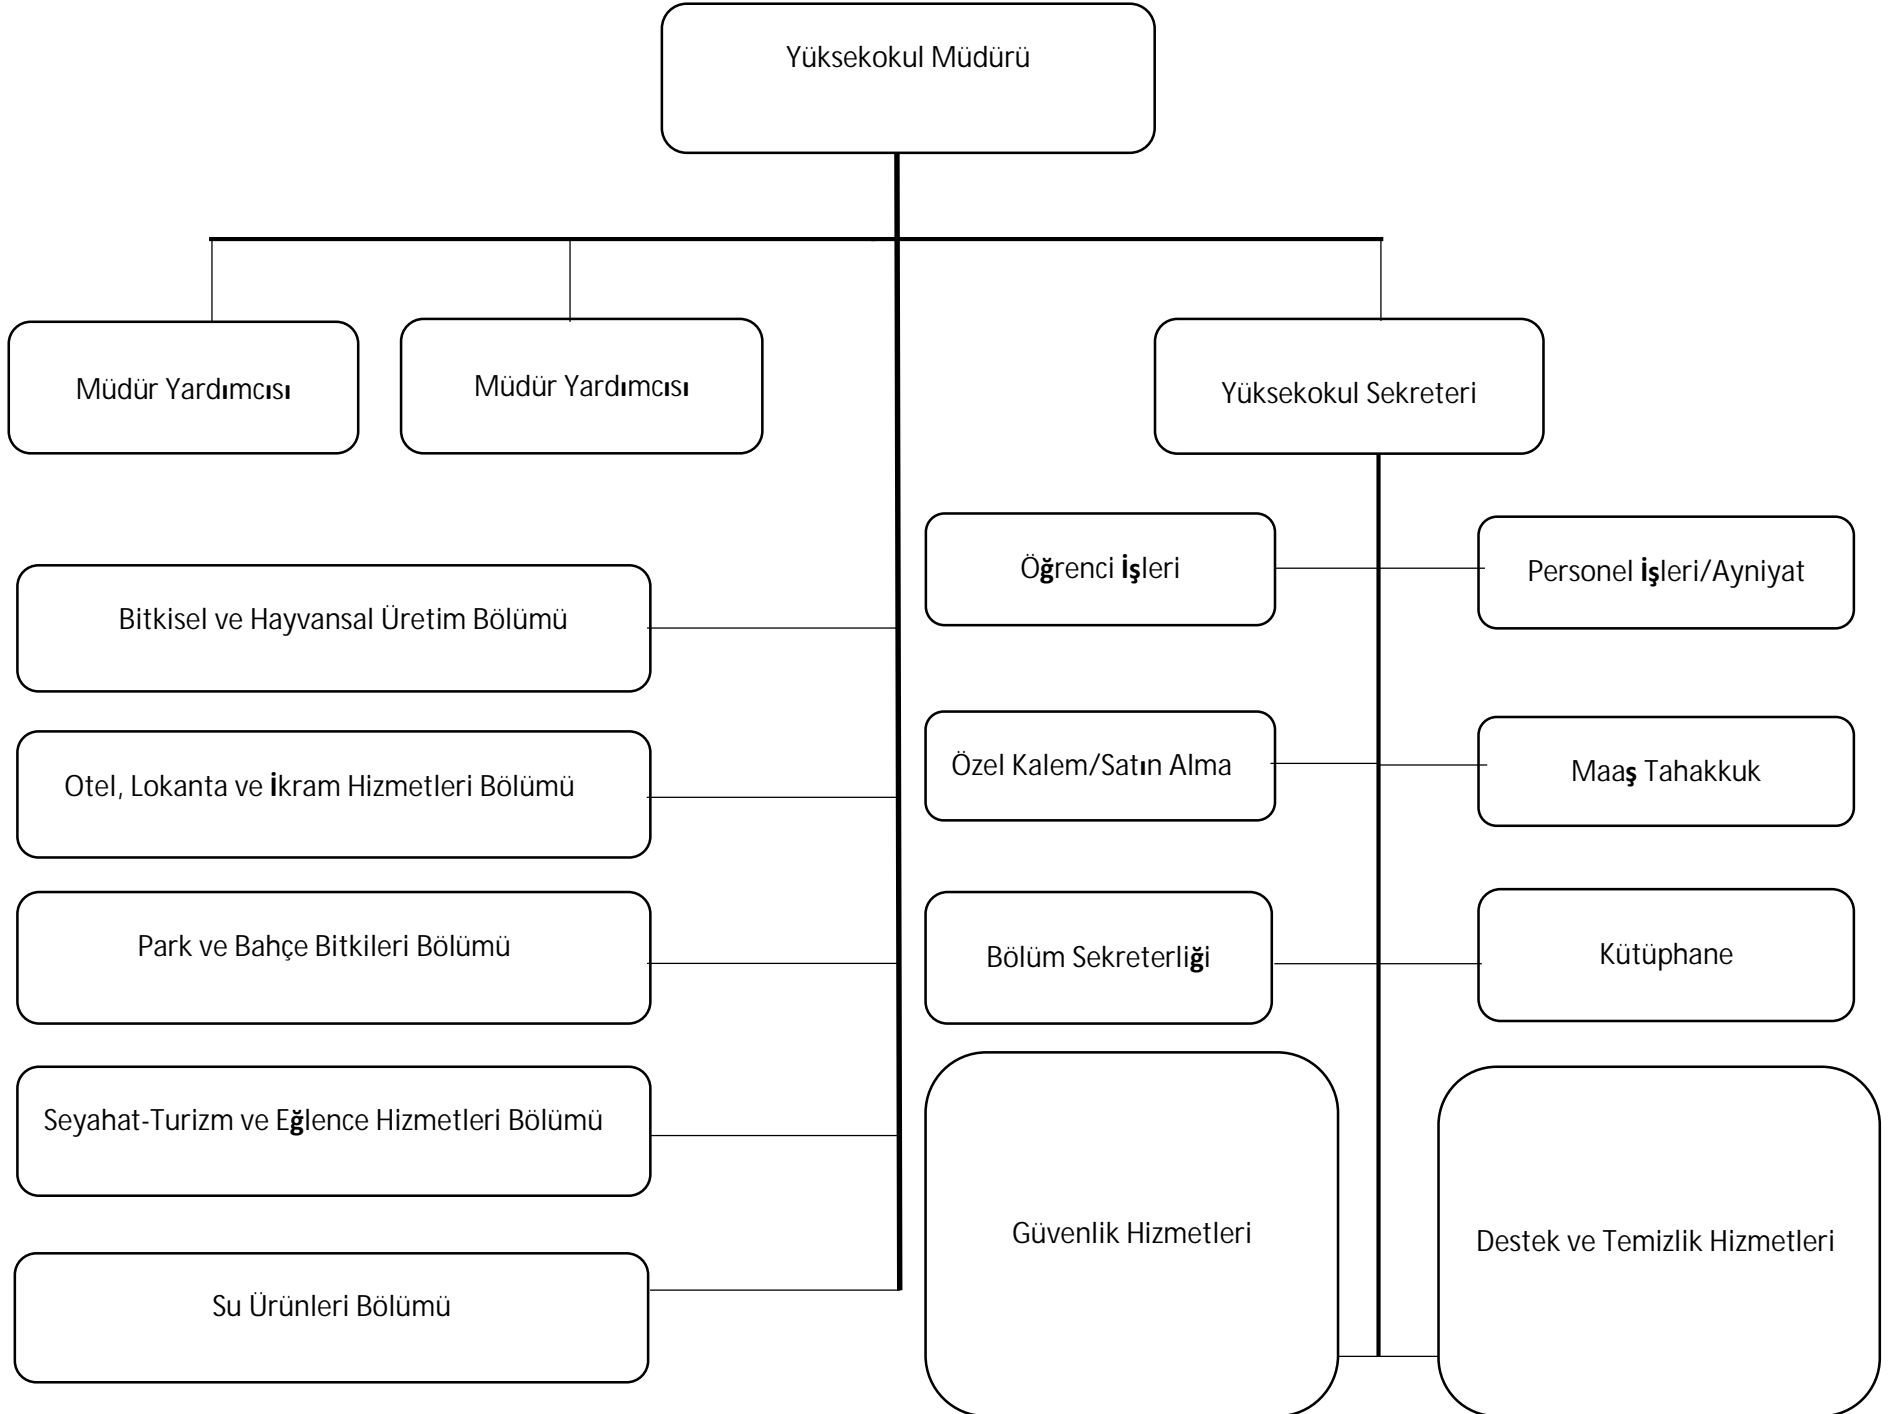 Yüksekokul Müdürü
Müdür Yardımcısı
Müdür Yardımcısı
Yüksekokul Sekreteri
Bitkisel ve Hayvansal Üretim Bölümü
Otel, Lokanta ve İkram Hizmetleri Bölümü
Park ve Bahçe Bitkileri Bölümü
Seyahat-Turizm ve Eğlence Hizmetleri Bölümü
Su Ürünleri Bölümü
Öğrenci İşleri
Personel İşleri/Ayniyat
Özel Kalem/Satın Alma
Maaş Tahakkuk
Bölüm Sekreterliği
Kütüphane
Güvenlik Hizmetleri
Destek ve Temizlik Hizmetleri